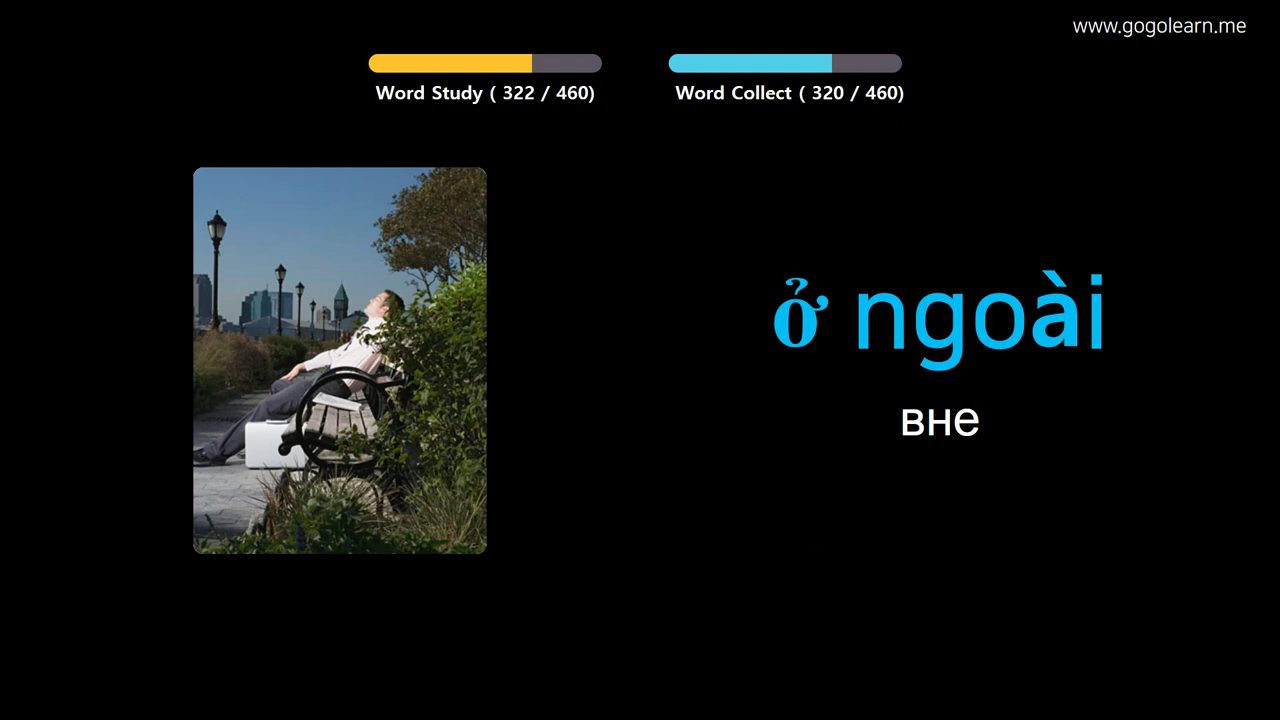 www.gogolearn.me
Word Study ( 322 / 460)
Word Collect ( 320 / 460)
ở ngoài
вне